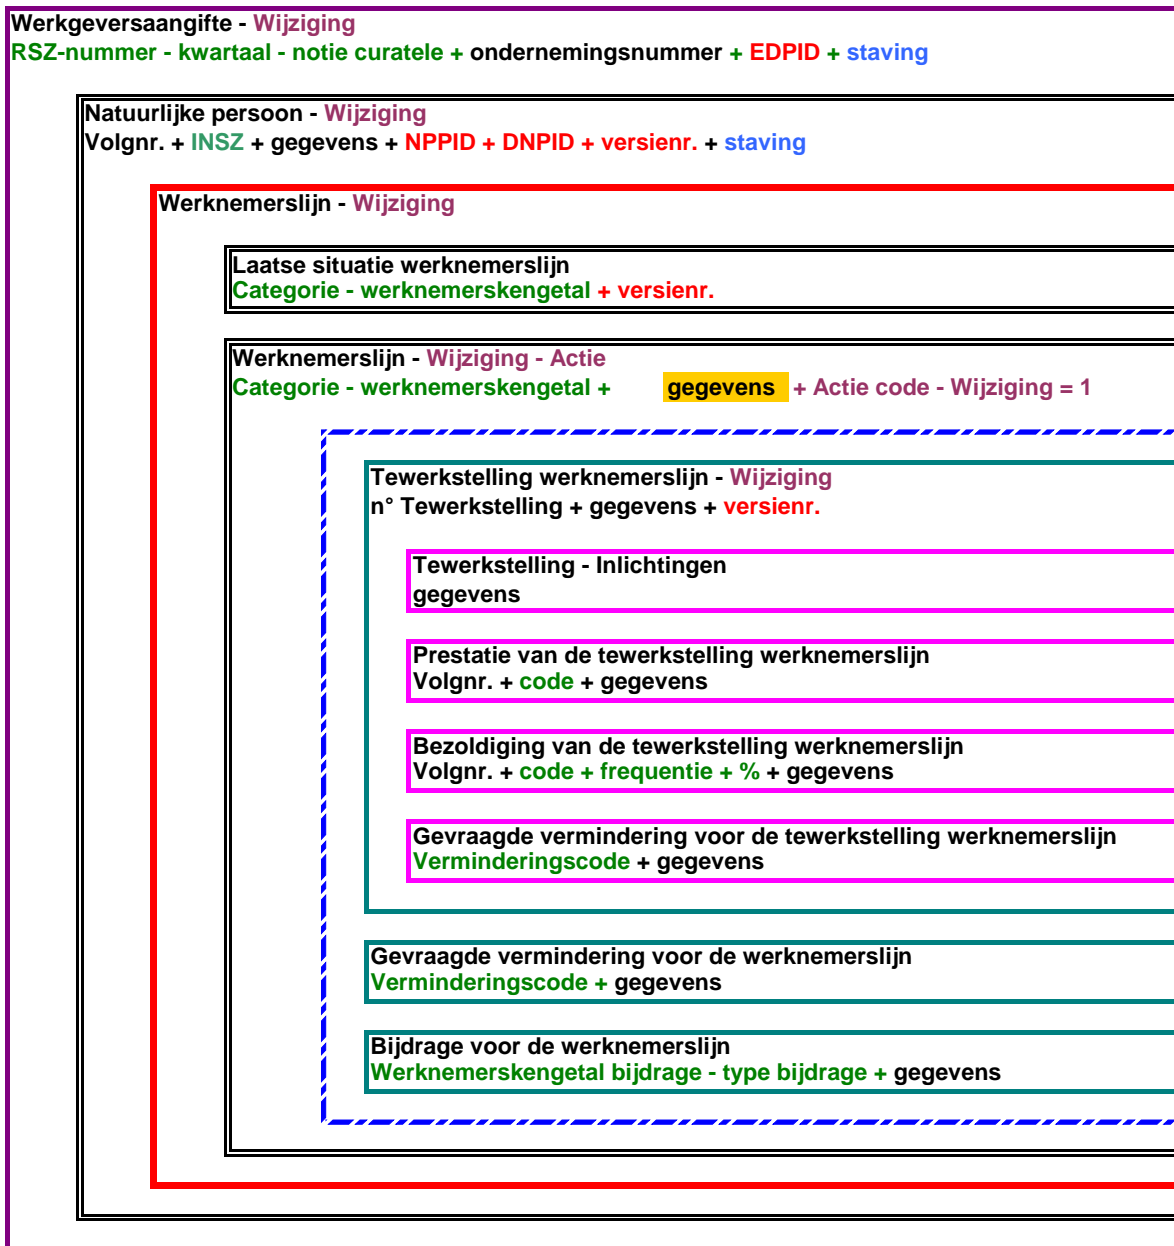 Werkgeversaangifte - Wijziging
RSZ-nummer - kwartaal - notie curatele + ondernemingsnummer + EDPID + staving
Natuurlijke persoon - Wijziging
Volgnr. + INSZ + gegevens + NPPID + DNPID + versienr. + staving
Werknemerslijn - Wijziging
Laatse situatie werknemerslijn
Categorie - werknemerskengetal + versienr.
Werknemerslijn - Wijziging - Actie
Categorie - werknemerskengetal + gegevens + Actie code - Wijziging = 1
Tewerkstelling werknemerslijn - Wijziging
n° Tewerkstelling + gegevens + versienr.
Tewerkstelling - Inlichtingen
gegevens
Prestatie van de tewerkstelling werknemerslijn
Volgnr. + code + gegevens
Bezoldiging van de tewerkstelling werknemerslijn
Volgnr. + code + frequentie + % + gegevens
Gevraagde vermindering voor de tewerkstelling werknemerslijn
Verminderingscode + gegevens
Gevraagde vermindering voor de werknemerslijn
Verminderingscode + gegevens
Bijdrage voor de werknemerslijn
Werknemerskengetal bijdrage - type bijdrage + gegevens